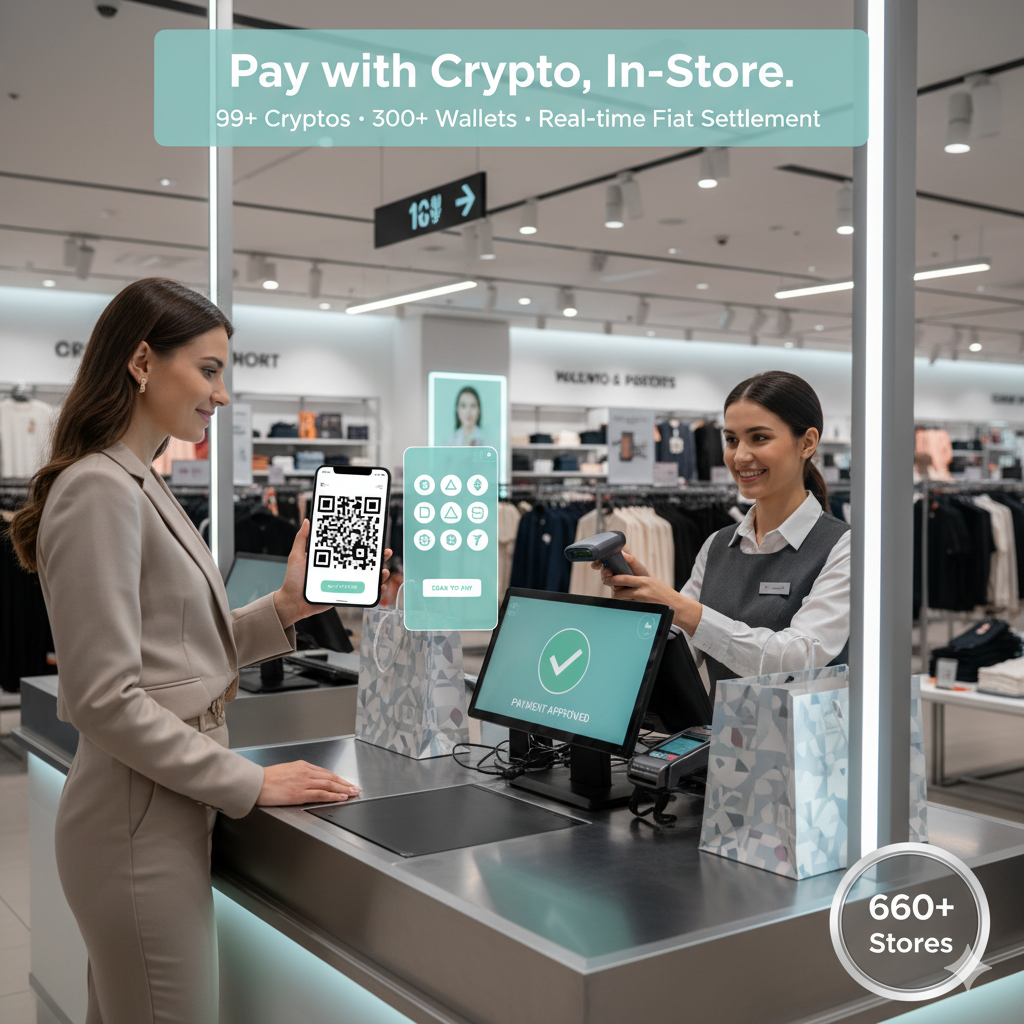 Pay with Crypto, In-Store.
99+ Cryptos • 300+ Wallets • Real-time Fiat Settlement
PAYMENT APPROVED
660+
Stores